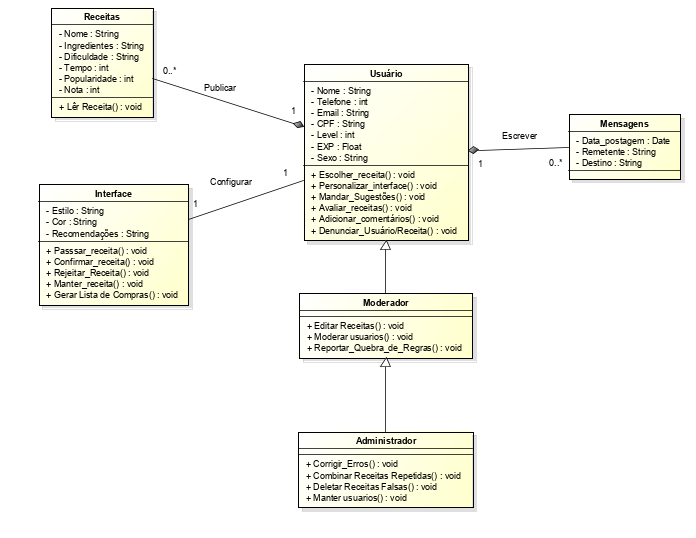 Receitas
- Nome : String
- Ingredientes : String
- Dificuldade : String
- Tempo : int
- Popularidade : int
- Nota : int
+ Lêr Receita() : void
0..*
Publicar
1
Usuário
- Nome : String
- Telefone : int
- Email : String
- CPF : String
- Level : int
- EXP : Float
- Sexo : String
+ Escolher_receita() : void
+ Personalizar_interface() : void
+ Mandar_Sugestões() : void
+ Avaliar_receitas() : void
+ Adicionar_comentários() : void
+ Denunciar_Usuário/Receita() : void
Escrever
1
0..*
Mensagens
- Data_postagem : Date
- Remetente : String
- Destino : String
Configurar
1
1
Interface
- Estilo : String
- Cor : String
- Recomendações : String
+ Passsar_receita() : void
+ Confirmar_receita() : void
+ Rejeitar_Receita() : void
+ Manter_receita() : void
+ Gerar Lista de Compras() : void
Moderador
+ Editar Receitas() : void
+ Moderar usuarios() : void
+ Reportar_Quebra_de_Regras() : void
Administrador
+ Corrigir_Erros() : void
+ Combinar Receitas Repetidas() : void
+ Deletar Receitas Falsas() : void
+ Manter usuarios() : void